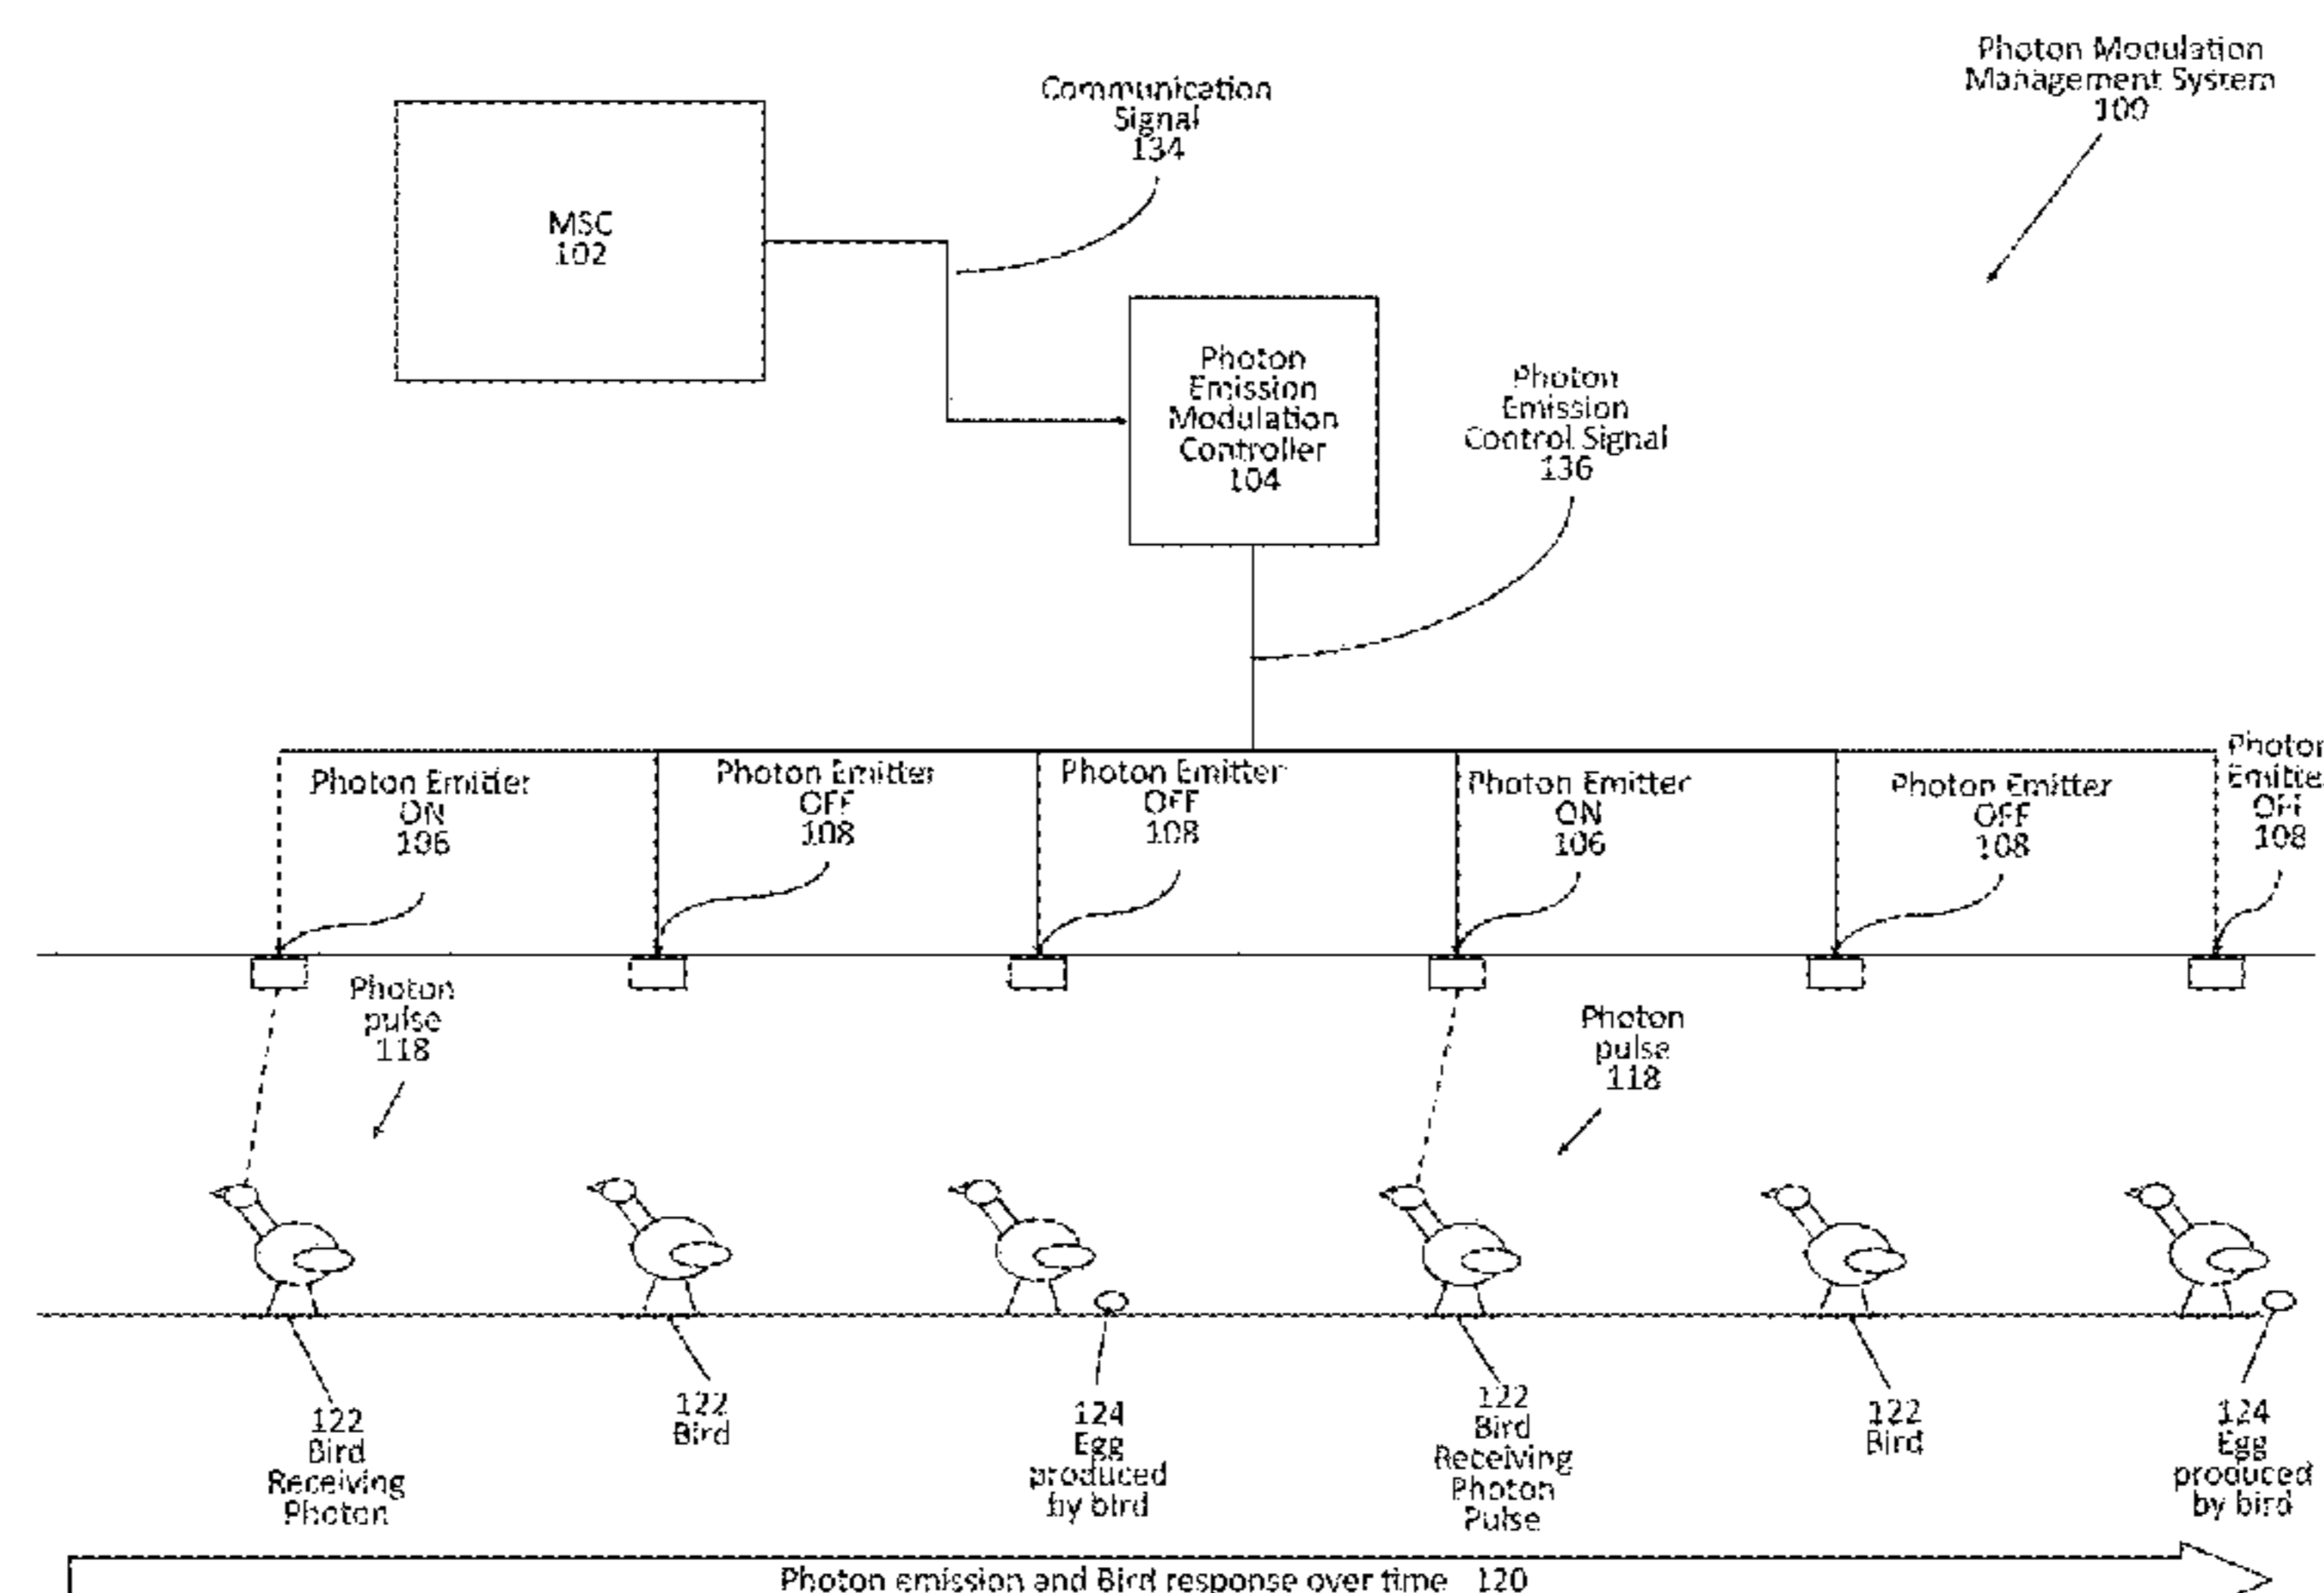 Photon Modulation
Management System
100
Communication
Signal
134
MSC
102
Photon
Emission
Modulation
Controller
104
Photon
Emission
Control Signal
136
Photon Emitter
ON
106
Photon Emitter
OFF
108
Photon Emitter
OFF
108
Photon Emitter
ON
106
Photon Emitter
OFF
108
Photon
Emitte
OFF
108
Photon
pulse
118
Photon
pulse
118
122
Bird
Receiving
Photon
122
Bird
124
Egg
produced
by bird
122
Bird
Receiving
Photon
Pulse
122
Bird
124
Egg
produced
by bird
Photon emission and Bird response over time 120